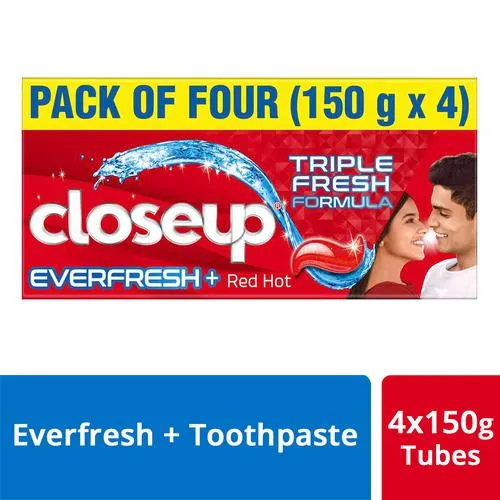 PACK OF FOUR (150 g x 4)
TRIPLE
FRESH
FORMULA
closeup®
EVERFRESH + Red Hot
Everfresh + Toothpaste
4x150g
Tubes